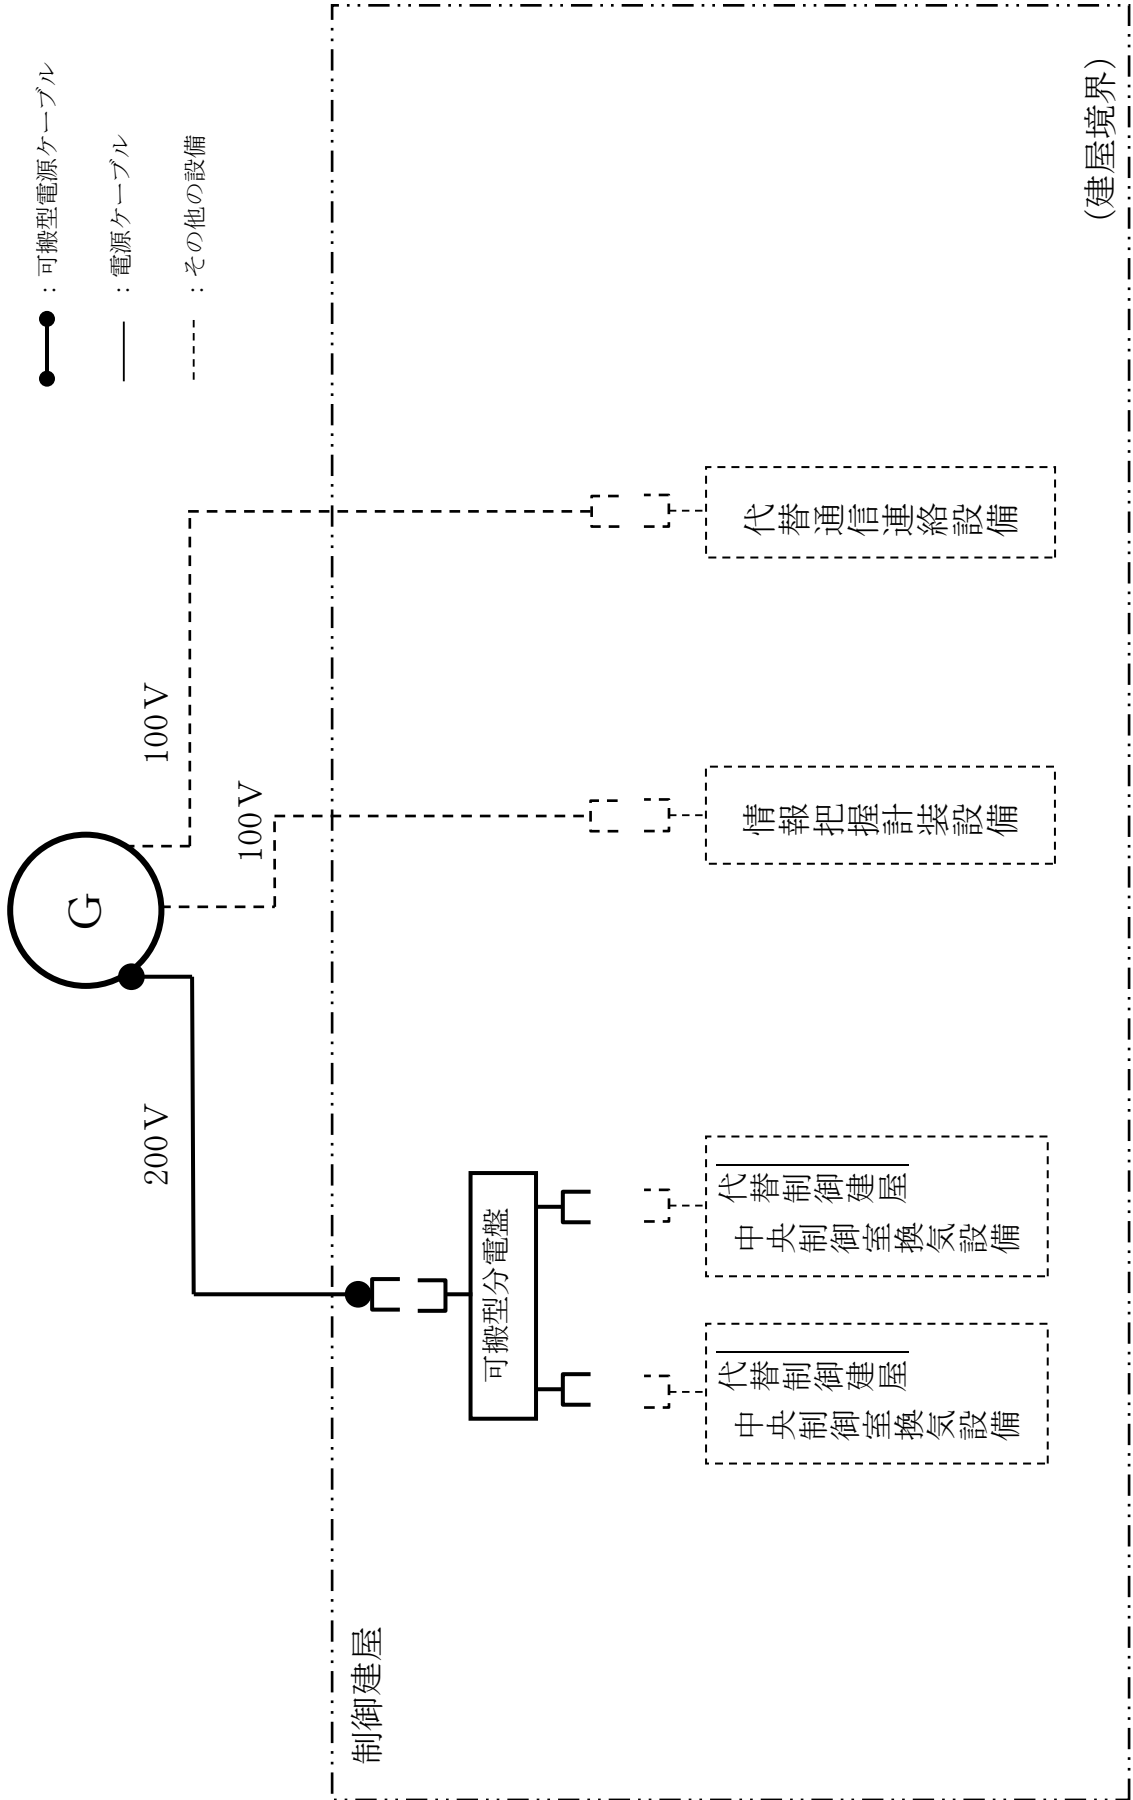 制御建屋
(建屋境界)
G
200V
100V
100V
可搬型分電盤
代替制御建屋
中央制御室換気設備
代替制御建屋
中央制御室換気設備
情報把握計装設備
代替通信連絡設備
：可搬型電源ケーブル
：電源ケーブル
：その他の設備